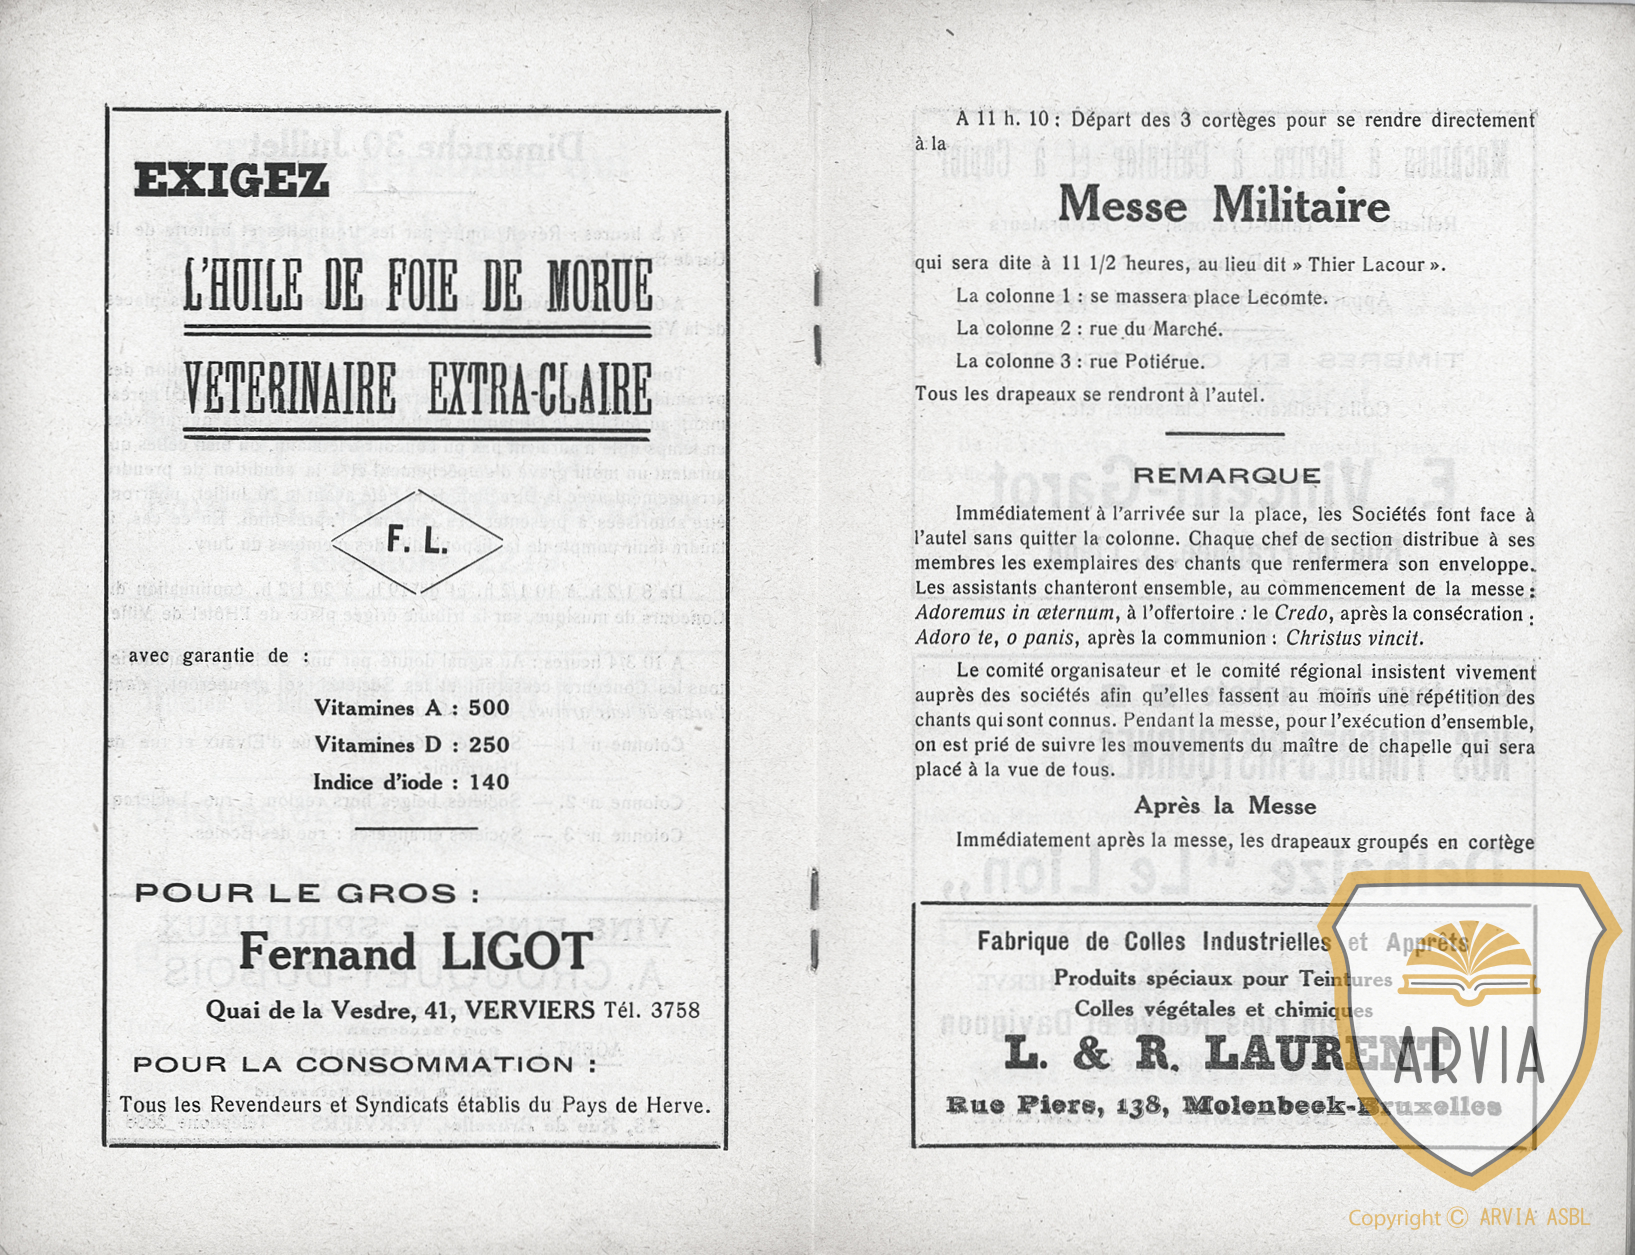 EXIGEZ
L'HUILE DE FOIE DE MORUE
VETERINAIRE EXTRA-CLAIRE
F. L.
avec garantie de :
Vitamines A : 500
Vitamines D : 250
Indice d'iode : 140
POUR LE GROS :
Fernand LIGOT
Quai de la Vesdre, 41, VERVIERS Tél. 3758
POUR LA CONSOMMATION :
Tous les Revendeurs et Syndicats établis du Pays de Herve.
A 11 h. 10 : Départ des 3 cortèges pour se rendre directement
à la
Messe Militaire
qui sera dite à 11 1/2 heures, au lieu dit » Thier Lacour ».
La colonne 1 : se massera place Lecomte.
La colonne 2 : rue du Marché.
La colonne 3 : rue Potiérue.
Tous les drapeaux se rendront à l'autel.
REMARQUE
Immédiatement à l'arrivée sur la place, les Sociétés font face à
l'autel sans quitter la colonne. Chaque chef de section distribue à ses
membres les exemplaires des chants que renfermera son enveloppe.
Les assistants chanteront ensemble, au commencement de la messe :
Adoremus in æternum, à l'offertoire : le Credo, après la consécration :
Adoro te, o panis, après la communion : Christus vincit.
Le comité organisateur et le comité régional insistent vivement
auprès des sociétés afin qu'elles fassent au moins une répétition des
chants qui sont connus. Pendant la messe, pour l'exécution d'ensemble,
on est prié de suivre les mouvements du maître de chapelle qui sera
placé à la vue de tous.
Après la Messe
Immédiatement après la messe, les drapeaux groupés en cortège
Fabrique de Colles Industrielles et Apprêts
Produits spéciaux pour Teintures
Colles végétales et chimiques
L. & R. LAURENT
Rue Piers, 138, Molenbeek-Bruxelles
ARVIA
Copyright © ARVIA ASBL